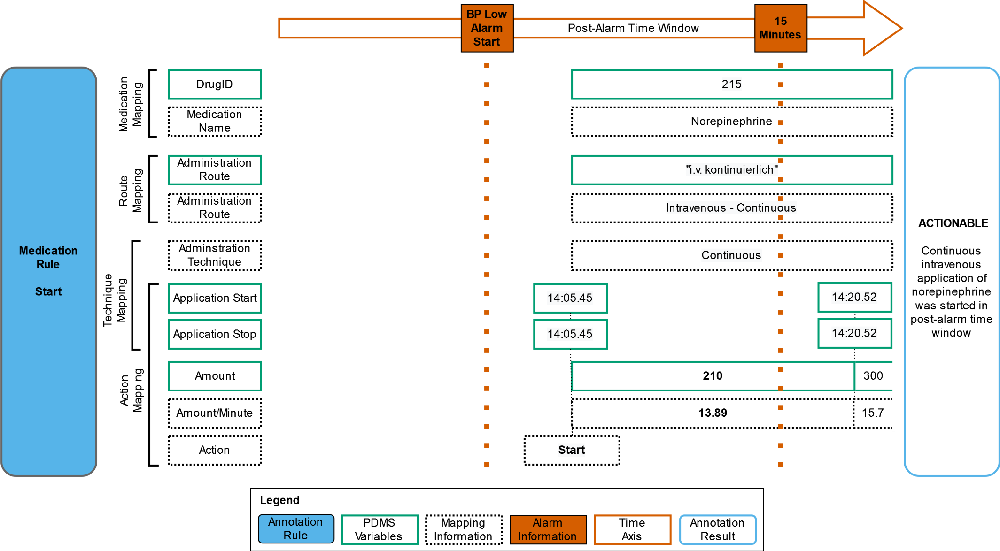 BP Low
Alarm
Start
Post-Alarm Time Window
15
Minutes
Medication
Rule
Start
Medication
Mapping
DrugID
215
Medication
Name
Norepinephrine
Route
Mapping
Administration
Route
"i.v. kontinuierlich"
Administration
Route
Intravenous - Continuous
Technique
Mapping
Adminstration
Technique
Continuous
Application Start
14:05.45
14:20.52
Application Stop
14:05.45
14:20.52
Action
Mapping
Amount
210
300
Amount/Minute
13.89
15.7
Action
Start
ACTIONABLE
Continuous
intravenous
application of
norepinephrine
was started in
post-alarm time
window
Legend
Annotation
Rule
PDMS
Variables
Mapping
Information
Alarm
Information
Time
Axis
Annotation
Result